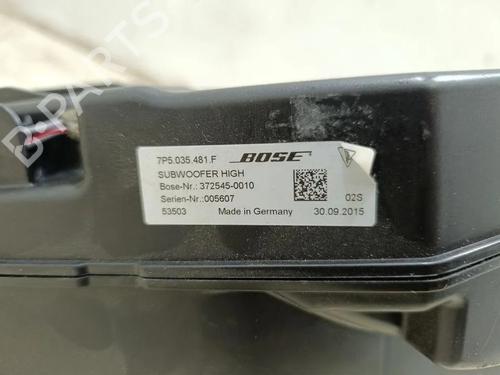 7P5.035.481.F BOSE
SUBWOOFER HIGH
Bose-Nr.: 372545-0010
Serien-Nr.:005607 02S
53503 Made in Germany 30.09.2015
B-PARTS